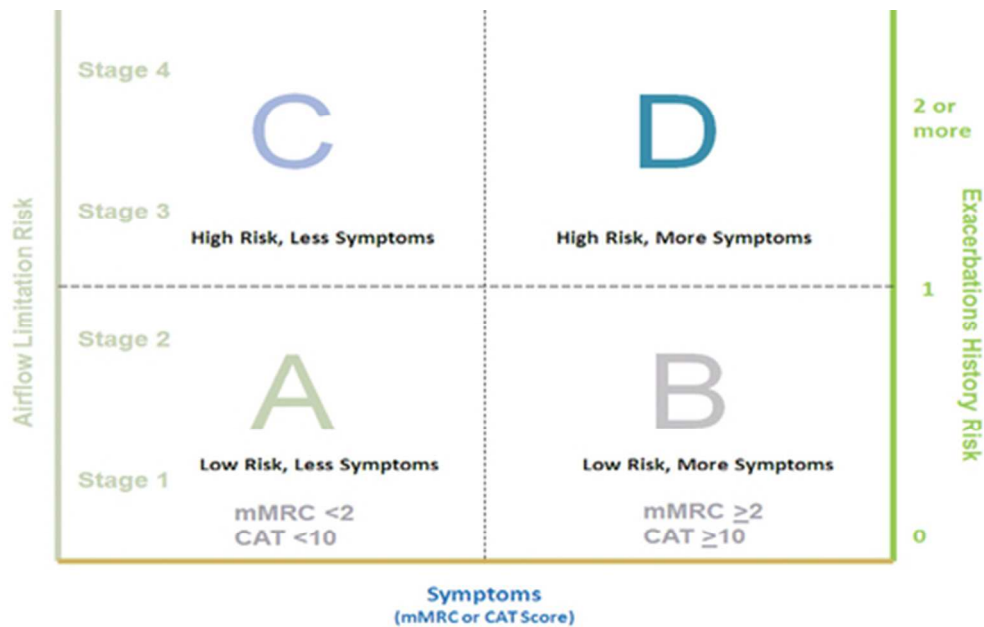 Stage 4
C
D
2 or
more
Stage 3
High Risk, Less Symptoms
High Risk, More Symptoms
Airflow Limitation Risk
Exacerbations History Risk
1
Stage 2
A
B
Low Risk, Less Symptoms
Low Risk, More Symptoms
Stage 1
mMRC <2
CAT <10
mMRC ≥2
CAT ≥10
0
Symptoms
(mMRC or CAT Score)